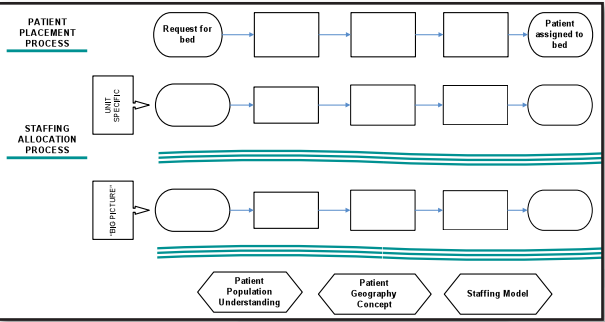 PATIENT
PLACEMENT
PROCESS
Request for
bed
Patient
assigned to
bed
UNIT
SPECIFIC
STAFFING
ALLOCATION
PROCESS
"BIG PICTURE"
Patient
Population
Understanding
Patient
Geography
Concept
Staffing Model